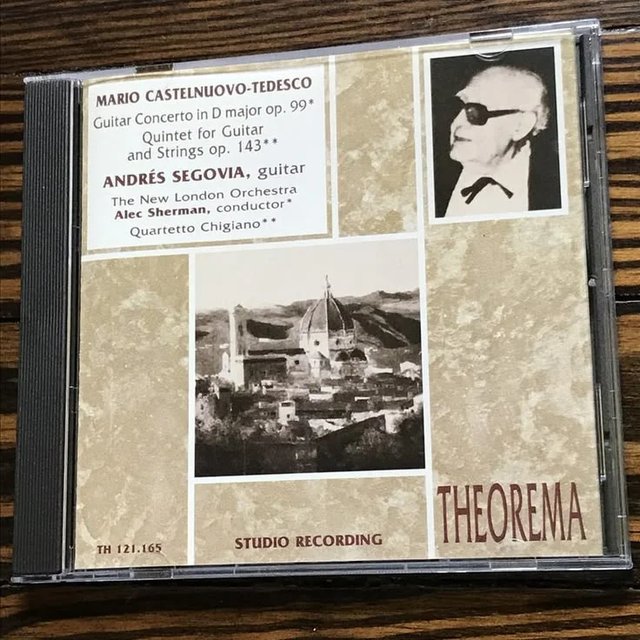 MARIO CASTELNUOVO-TEDESCO
Guitar Concerto in D major op. 99*
Quintet for Guitar
and Strings op. 143**
ANDRÉS SEGOVIA, guitar
The New London Orchestra
Alec Sherman, conductor*
Quartetto Chigiano**
THEOREMA
TH 121.165
STUDIO RECORDING